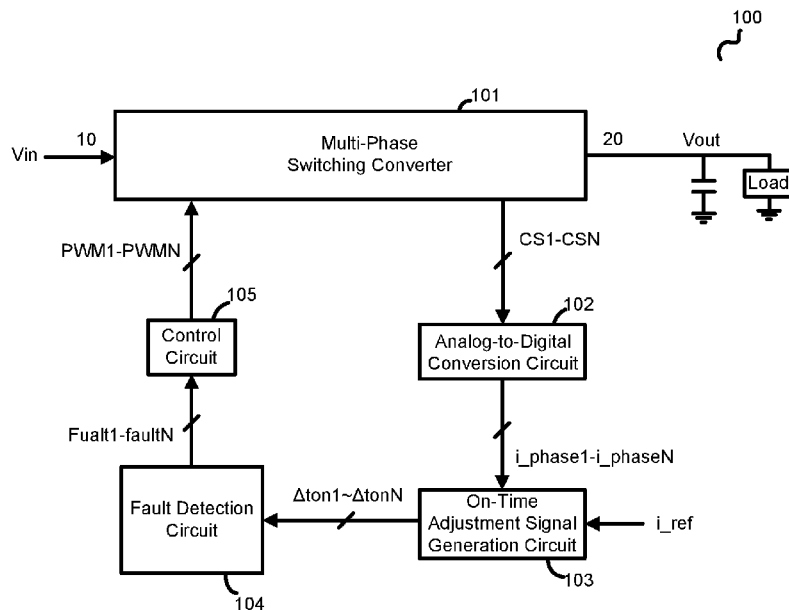 100
101
Vin
10
Multi-Phase
Switching Converter
20
Vout
Load
PWM1-PWMN
CS1-CSN
105
102
Control
Circuit
Analog-to-Digital
Conversion Circuit
Fualt1-faultN
i_phase1-i_phaseN
Fault Detection
Circuit
Δton1~ΔtonN
On-Time
Adjustment Signal
Generation Circuit
i_ref
104
103